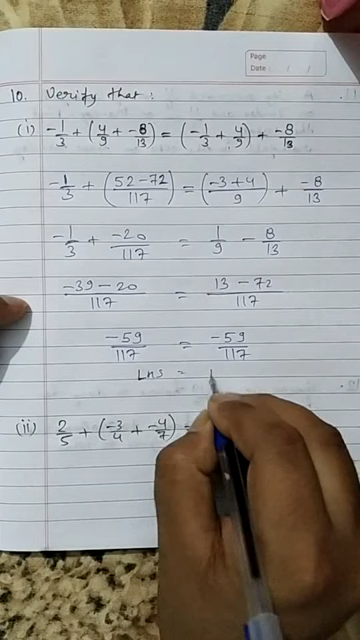 Page
Date / /
10. Verify that :
(i) -1/3 + (4/9 + -8/13) = (-1/3 + 4/9) + -8/13
-1/3 + (52-72/117) = (-3+4/9) + -8/13
-1/3 + -20/117 = 1/9 - 8/13
-39-20/117 = 13-72/117
-59/117 = -59/117
LHS =
(ii) 2/5 + (-3/4 + -4/7) =